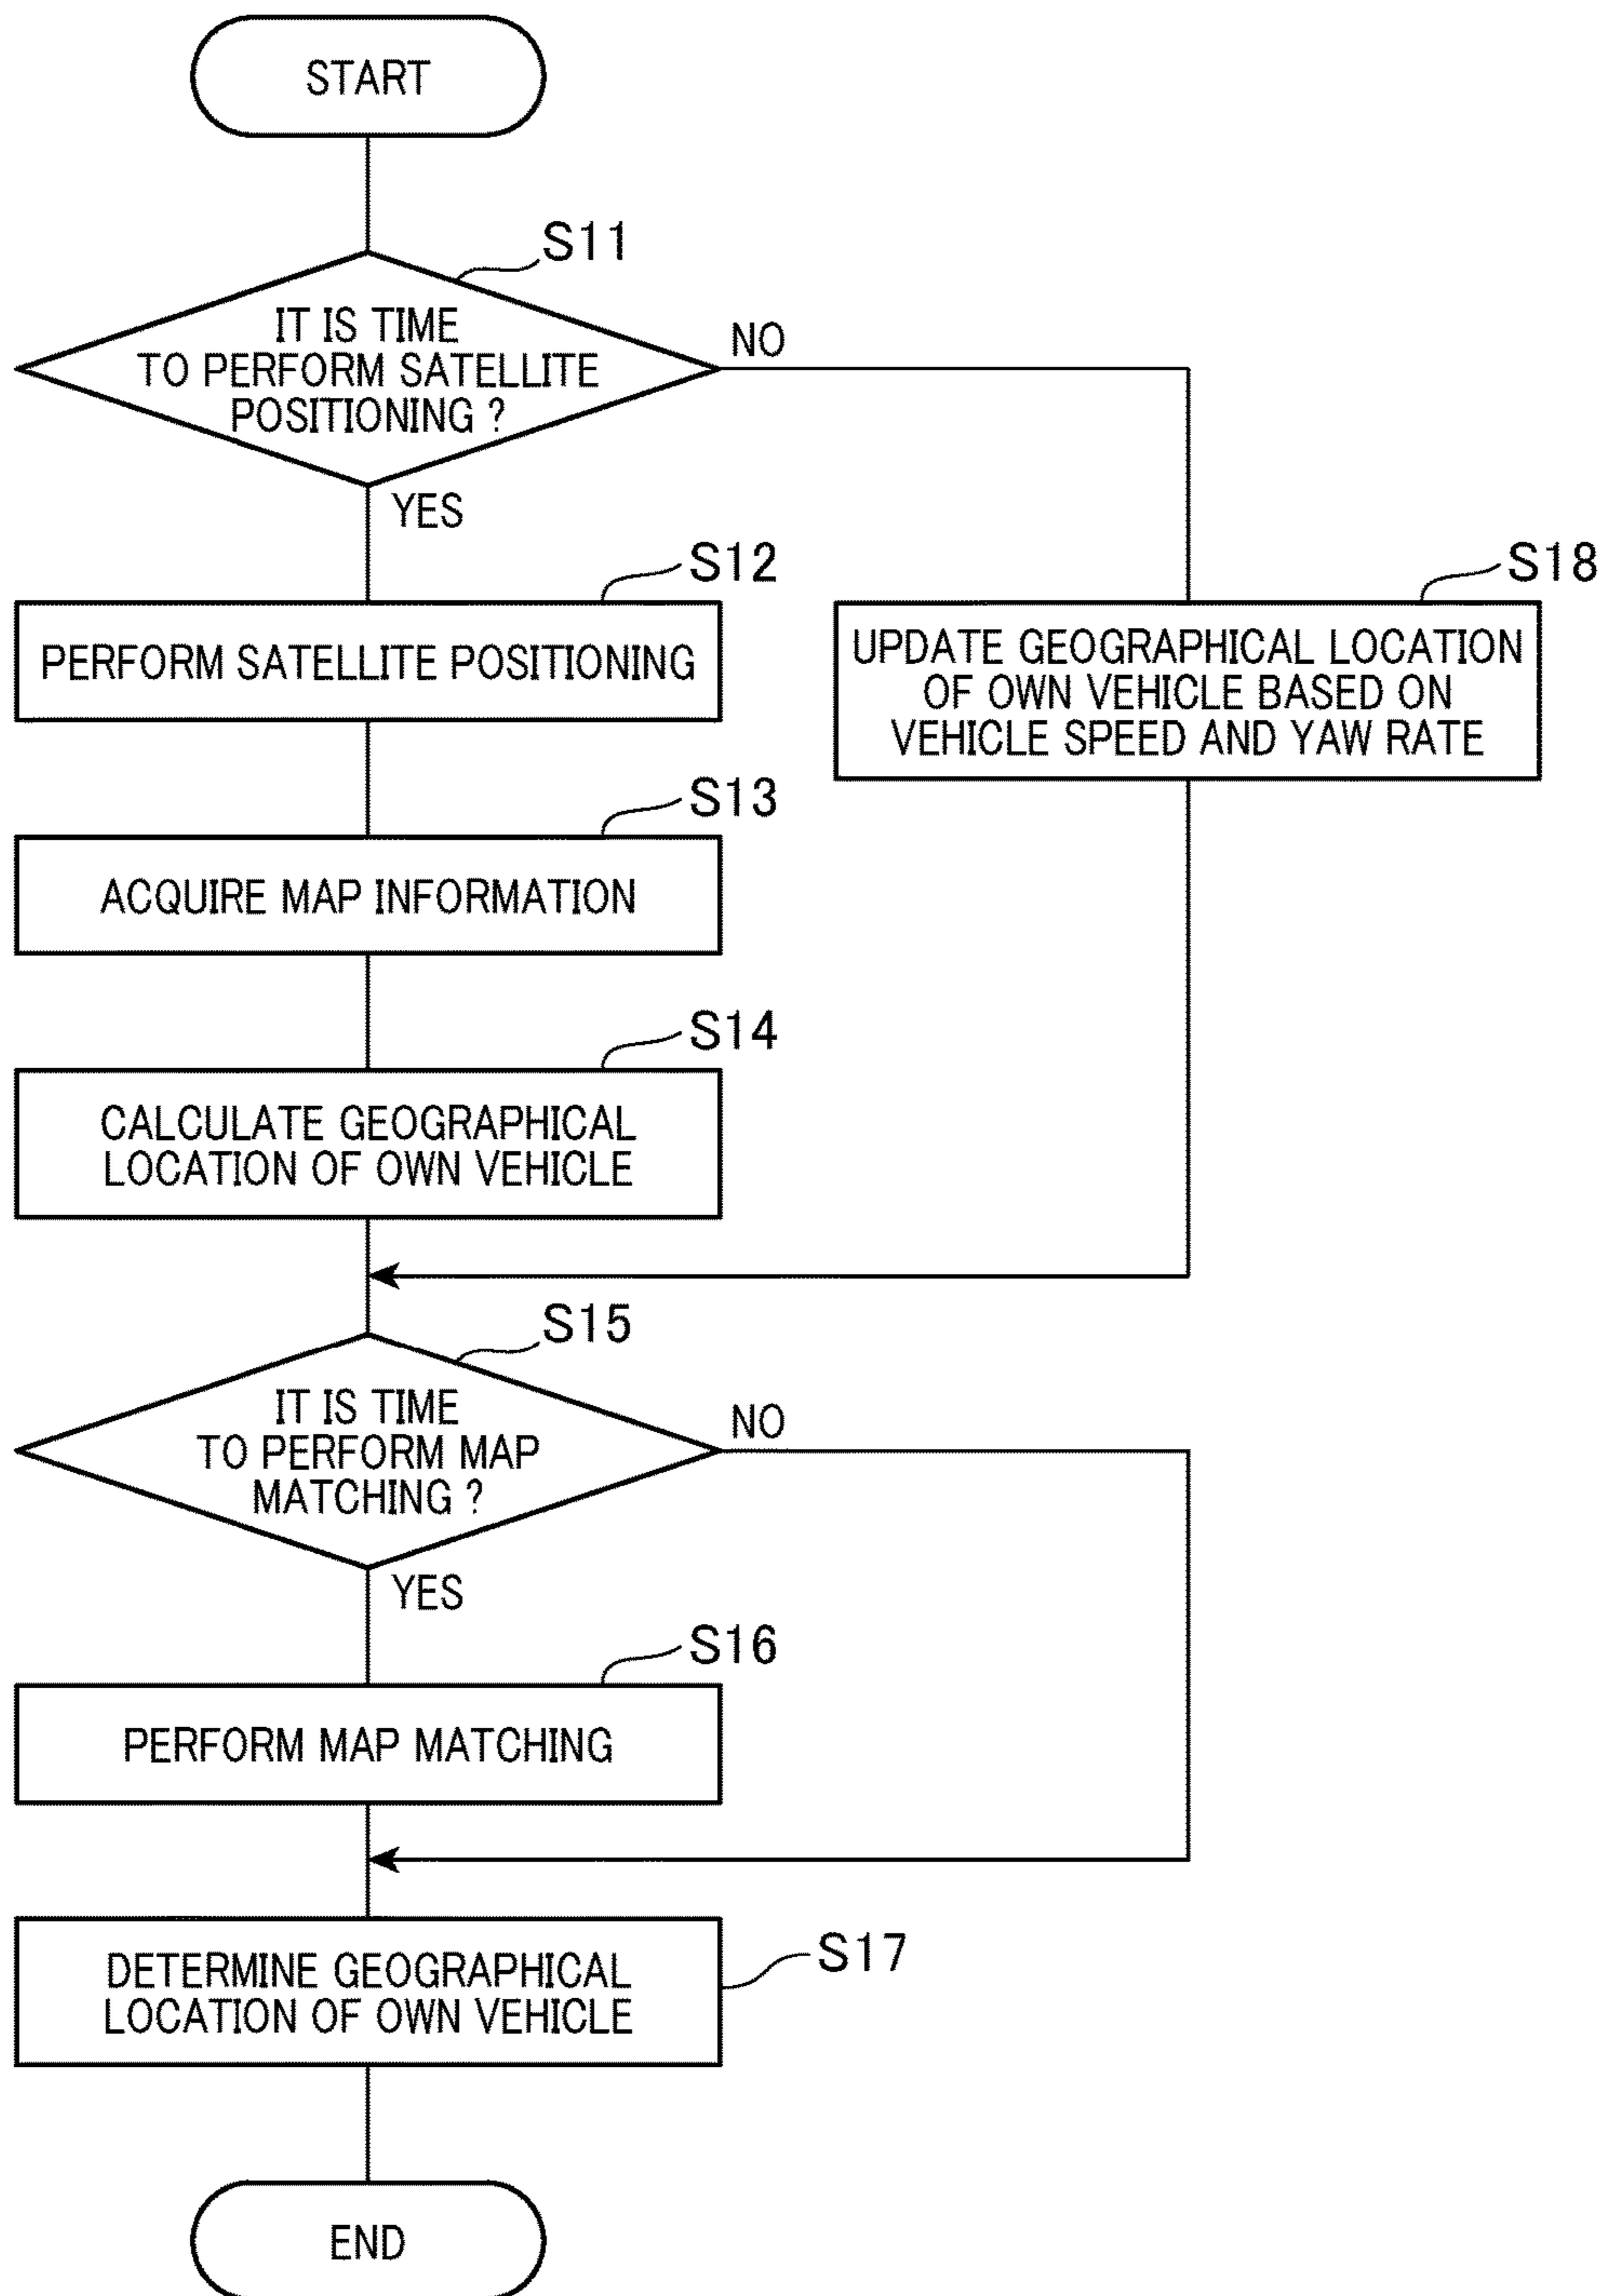 START
S11
IT IS TIME
TO PERFORM SATELLITE
POSITIONING ?
NO
YES
S12
PERFORM SATELLITE POSITIONING
S18
UPDATE GEOGRAPHICAL LOCATION
OF OWN VEHICLE BASED ON
VEHICLE SPEED AND YAW RATE
S13
ACQUIRE MAP INFORMATION
S14
CALCULATE GEOGRAPHICAL
LOCATION OF OWN VEHICLE
S15
IT IS TIME
TO PERFORM MAP
MATCHING ?
NO
YES
S16
PERFORM MAP MATCHING
S17
DETERMINE GEOGRAPHICAL
LOCATION OF OWN VEHICLE
END